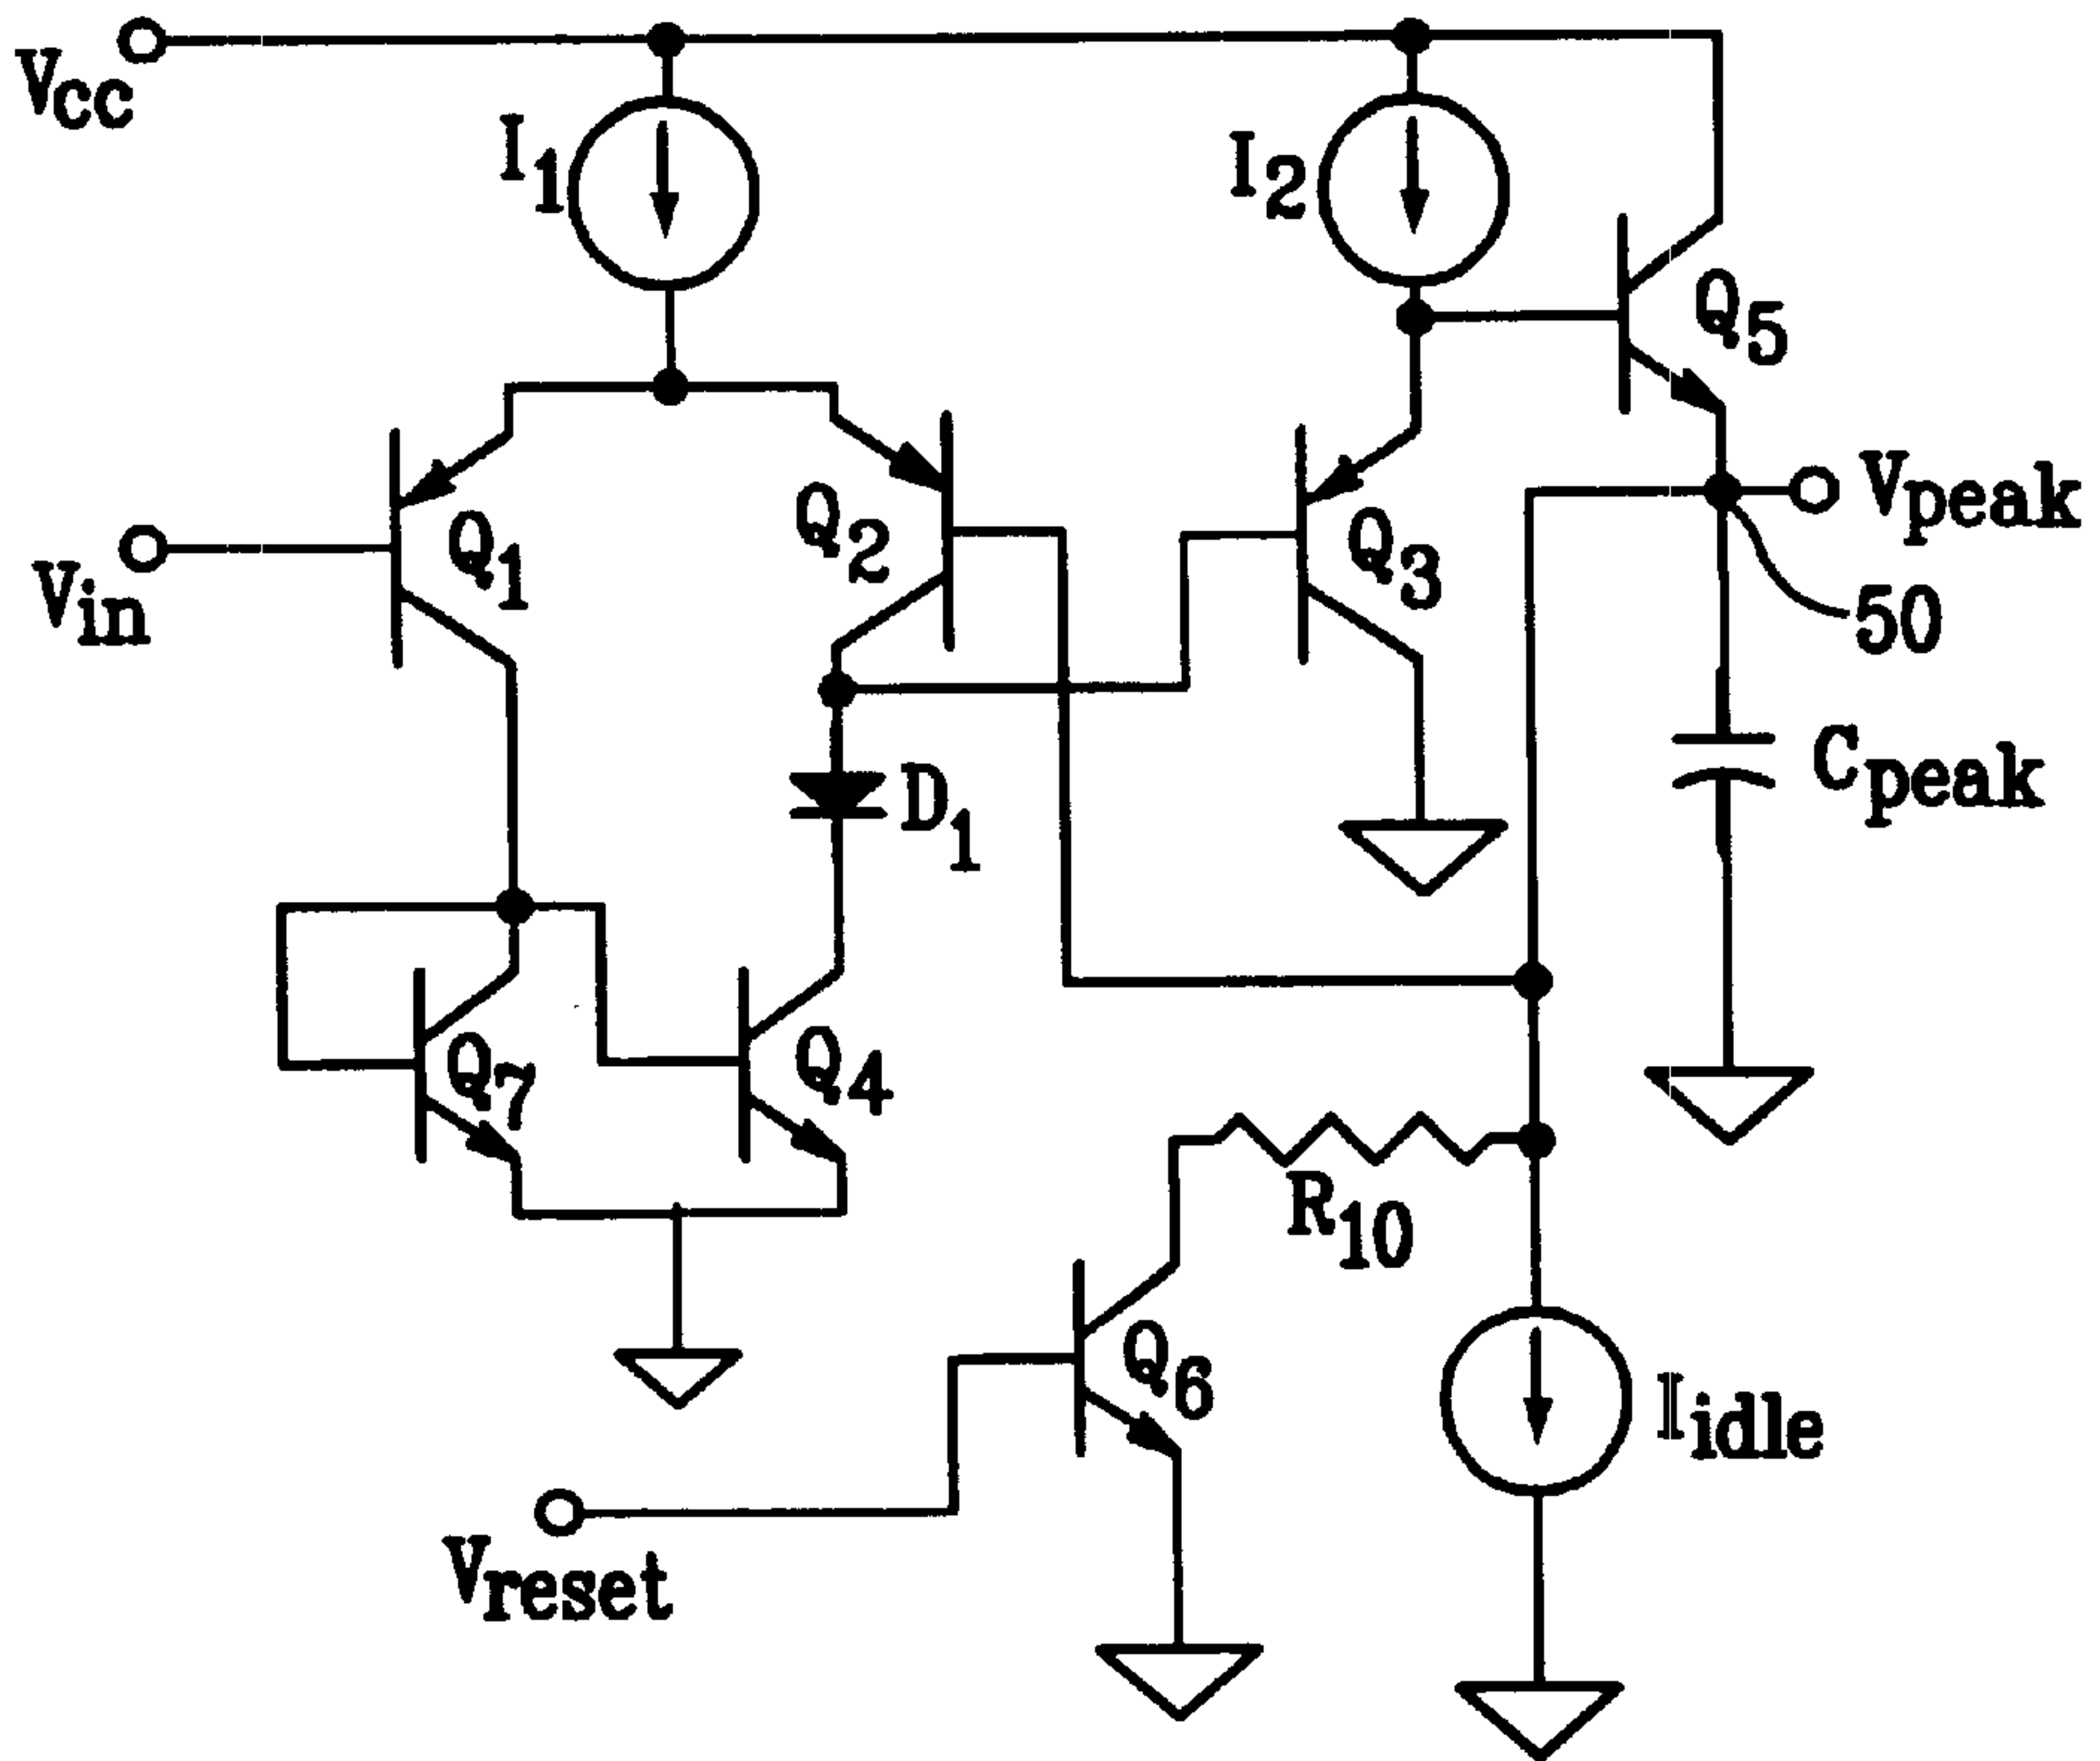 Vcc
I1
I2
Q5
Vin
Q1
Q2
Q3
Vpeak
50
D1
Cpeak
Q7
Q4
R10
Q6
Iidle
Vreset